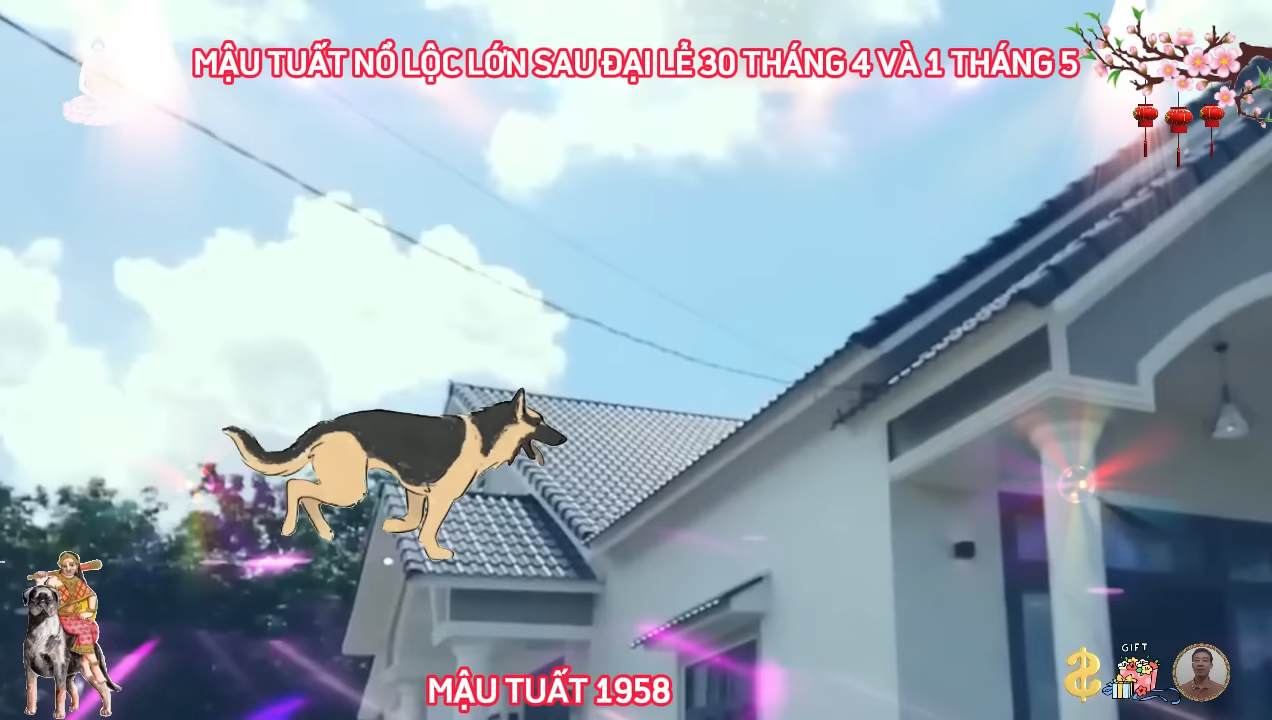 MẬU TUẤT NỔ LỘC LỚN SAU ĐẠI LỄ 30 THÁNG 4 VÀ 1 THÁNG 5
GIFT
MẬU TUẤT 1958